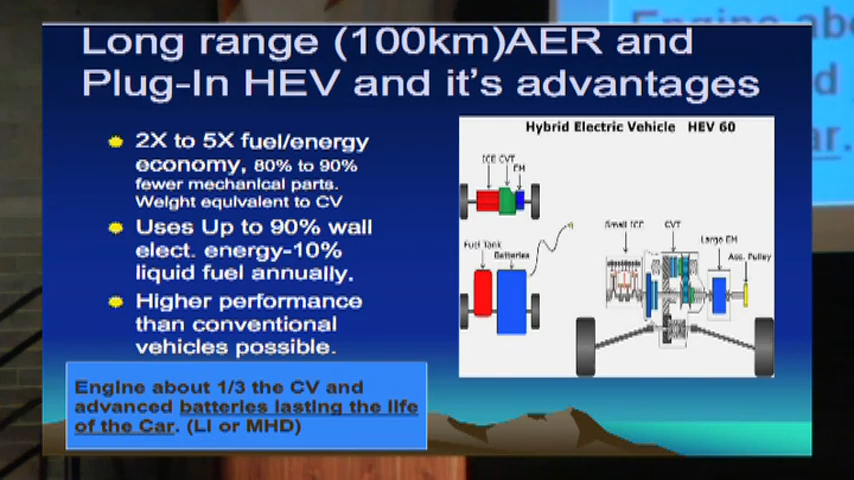 Long range (100km)AER and
Plug-In HEV and it's advantages
2X to 5X fuel/energy
economy, 80% to 90%
fewer mechanical parts.
Weight equivalent to CV
Uses Up to 90% wall
elect. energy-10%
liquid fuel annually.
Higher performance
than conventional
vehicles possible.
Engine about 1/3 the CV and
advanced batteries lasting the life
of the Car. (LI or MHD)
Hybrid Electric Vehicle HEV 60
ICE CVT
EM
Fuel Tank
Batteries
Small ICE
CVT
Large EM
Acc. Pulley
Engine abo
d
ar.